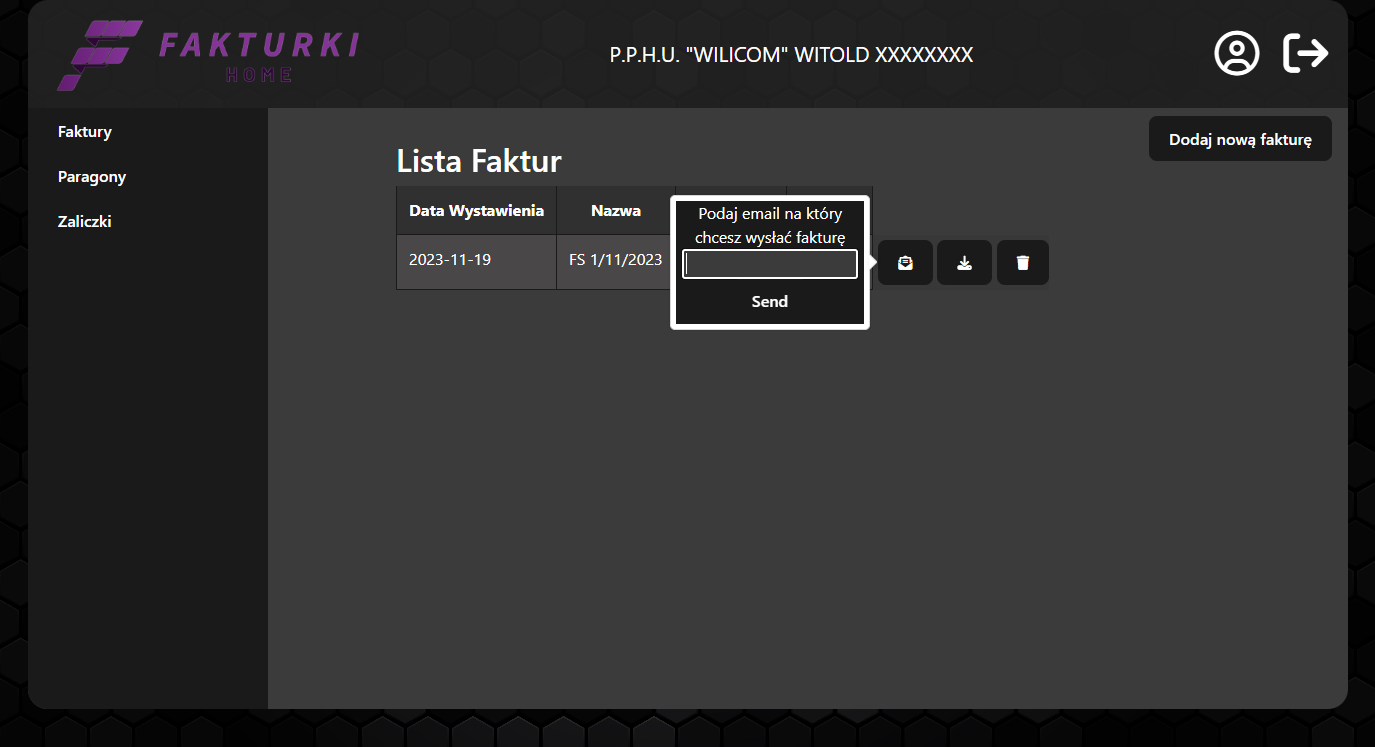 FAKTURKI
HOME
P.P.H.U. "WILICOM" WITOLD XXXXXXXX
Faktury
Paragony
Zaliczki
Dodaj nową fakturę
Lista Faktur
Data Wystawienia Nazwa
2023-11-19 FS 1/11/2023
Podaj email na który
chcesz wysłać fakturę
Send